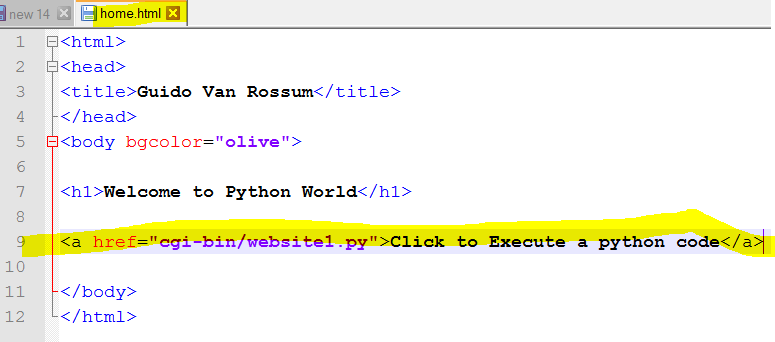 new 14 home.html
1 <html>
2 <head>
3 <title>Guido Van Rossum</title>
4 </head>
5 <body bgcolor="olive">
6
7 <h1>Welcome to Python World</h1>
8
9 <a href="cgi-bin/website1.py">Click to Execute a python code</a>
10
11 </body>
12 </html>